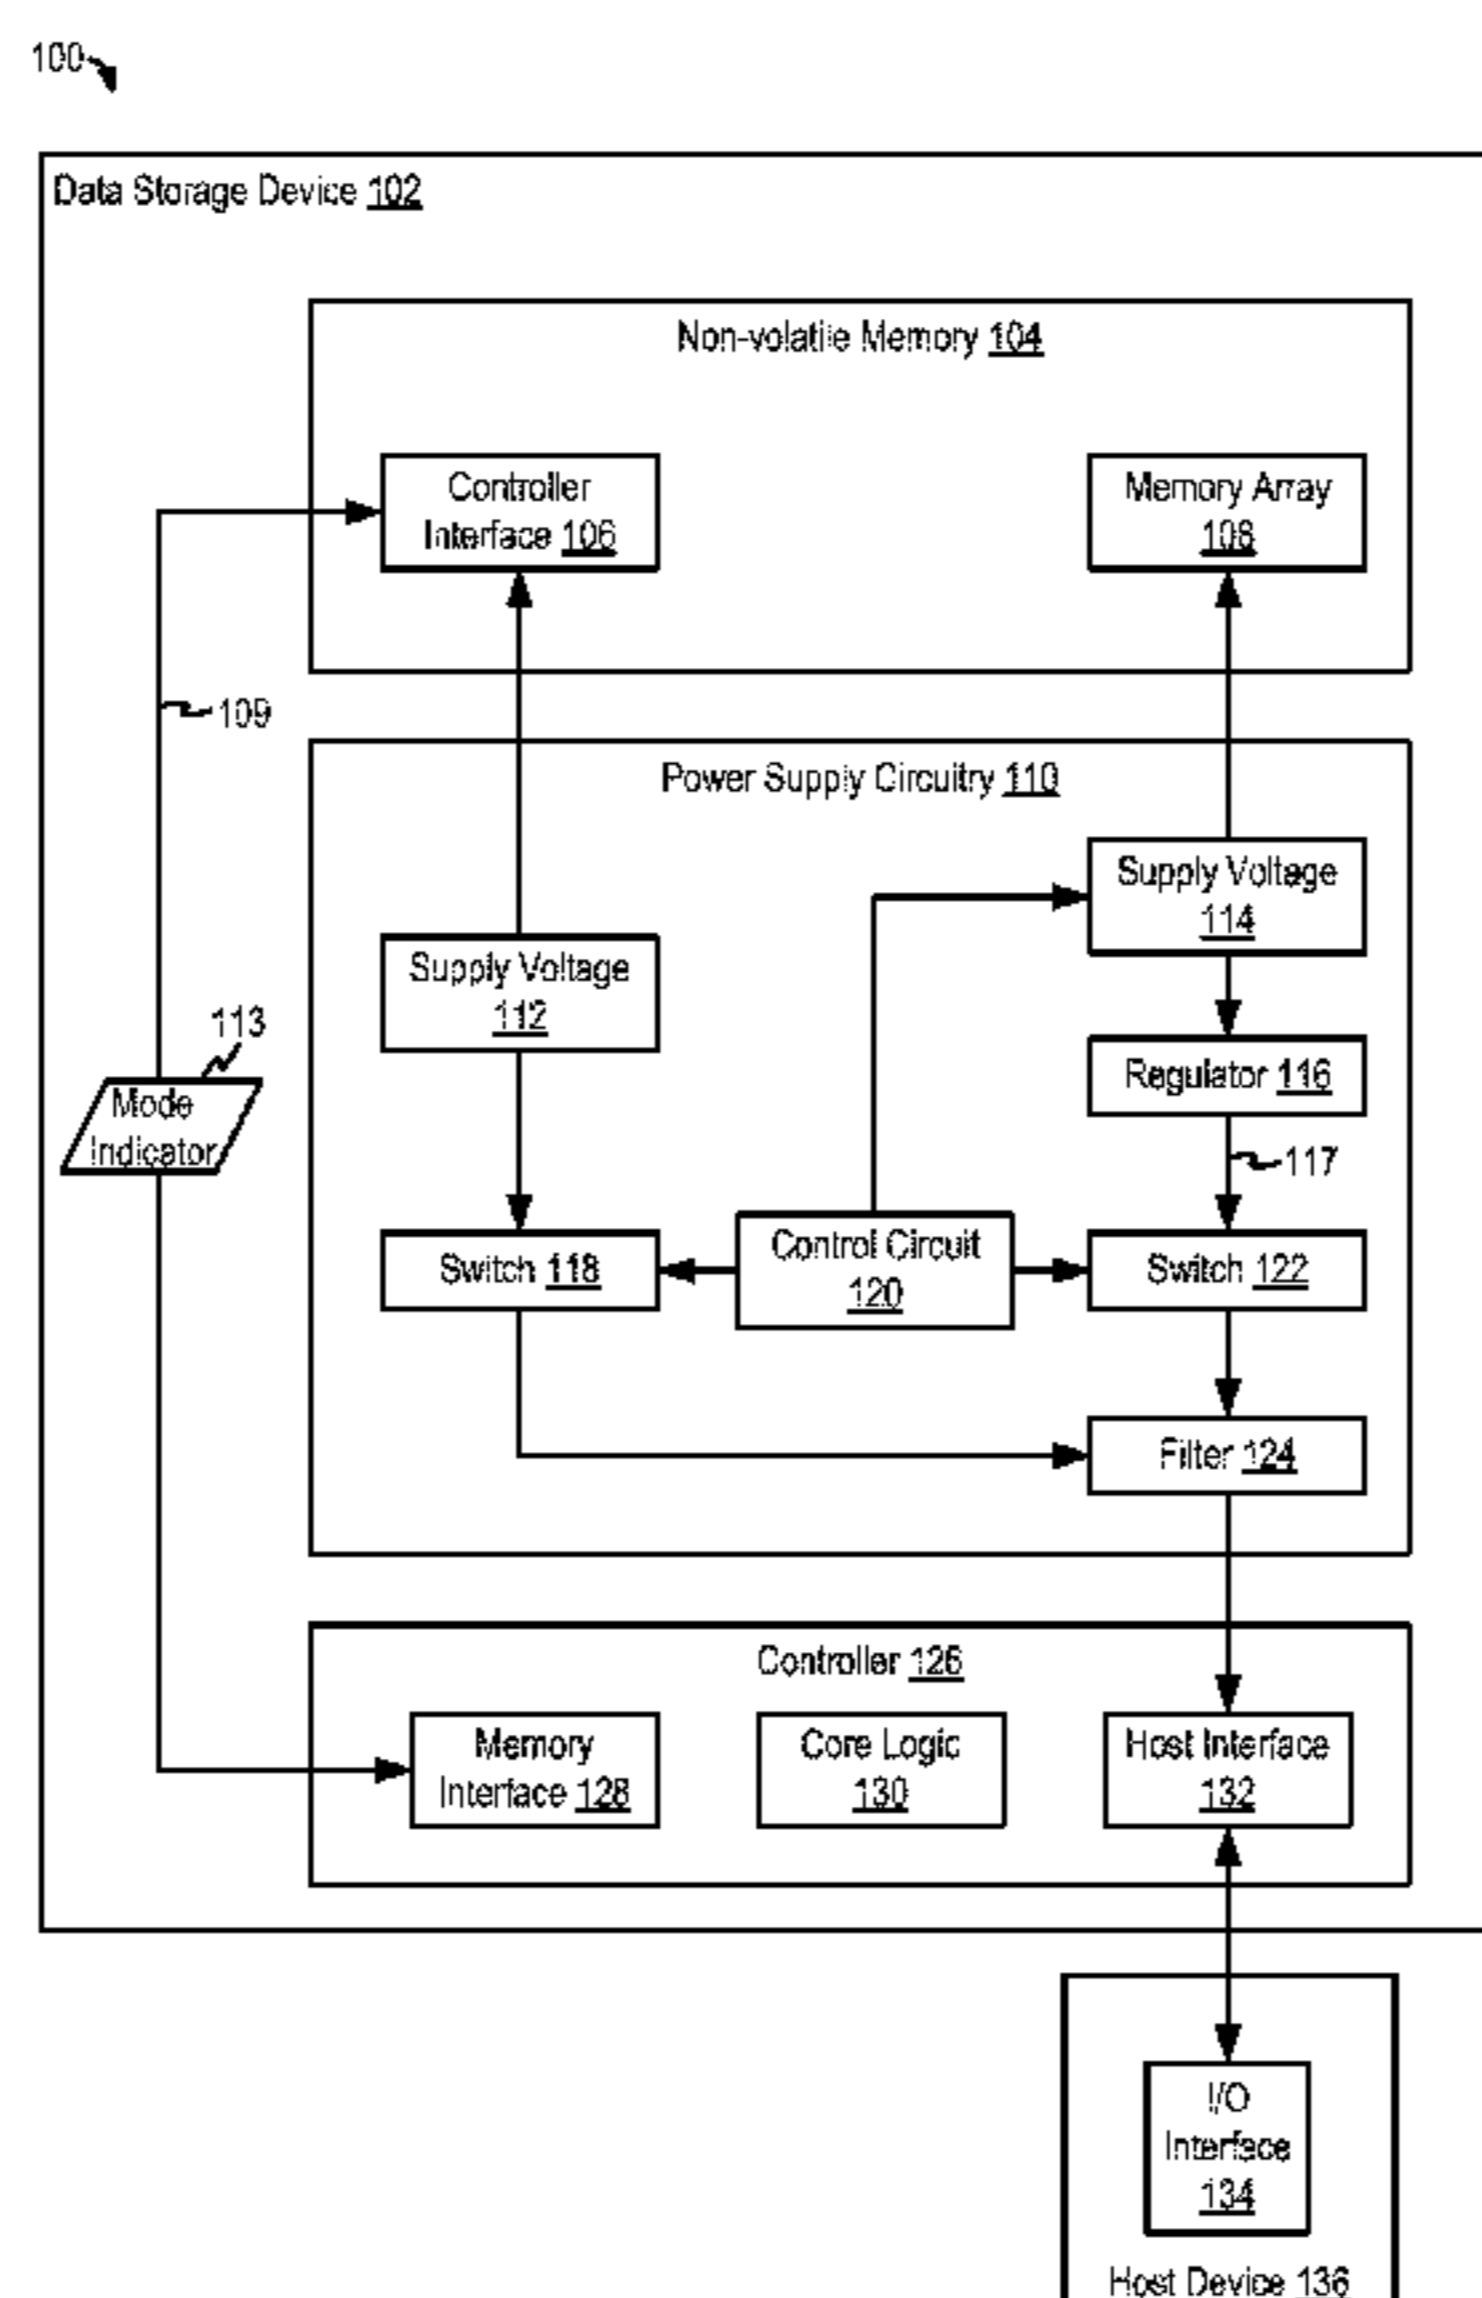 100
Data Storage Device 102
Non-volatile Memory 104
Controller
Interface 106
Memory Array
108
109
Power Supply Circuitry 110
Supply Voltage
114
Supply Voltage
112
113
Mode
Indicator
Regulator 116
117
Switch 118
Control Circuit
120
Switch 122
Filter 124
Controller 126
Memory
Interface 128
Core Logic
130
Host Interface
132
I/O
Interface
134
Host Device 136